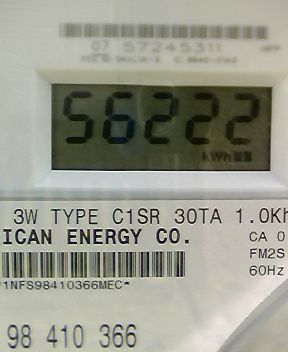 07 57245311
56222
kWh
3W TYPE C1SR 30TA 1.0Kh
ICAN ENERGY CO.
CA 0
FM2S
60Hz
*1NFS98410366MEC*
98 410 366